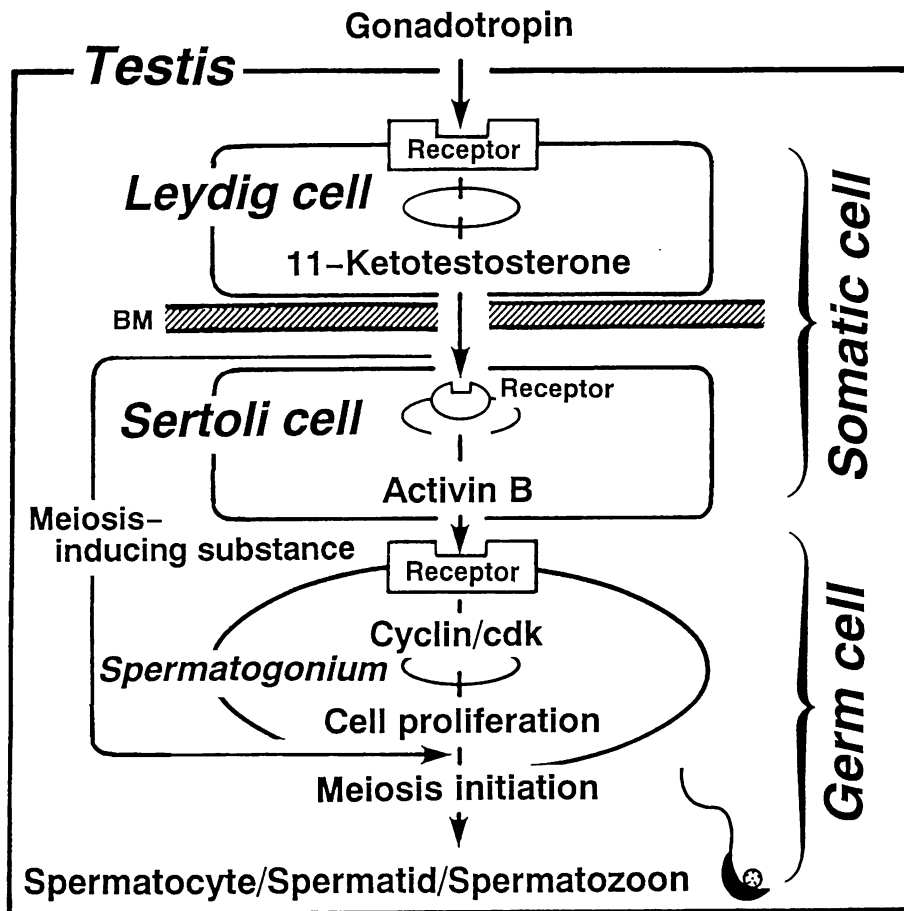 Gonadotropin
Testis
Receptor
Leydig cell
11-Ketotestosterone
BM
Receptor
Sertoli cell
Activin B
Meiosis-
inducing substance
Receptor
Cyclin/cdk
Spermatogonium
Cell proliferation
Meiosis initiation
Spermatocyte/Spermatid/Spermatozoon
Somatic cell
Germ cell